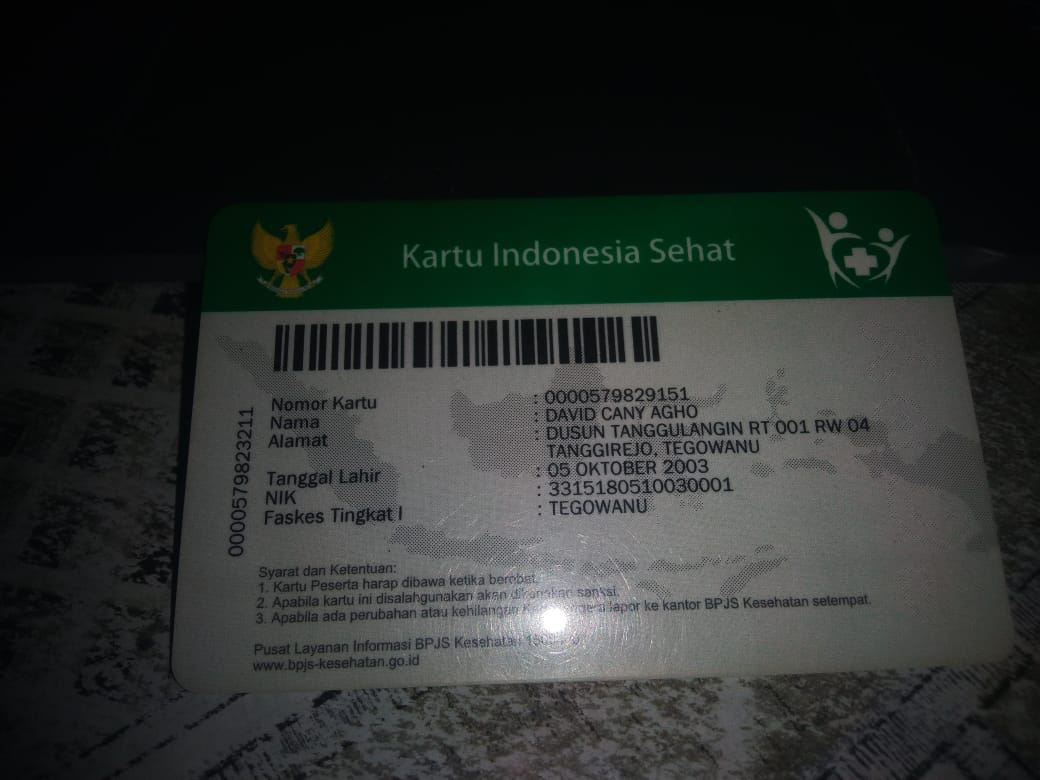 Kartu Indonesia Sehat
Nomor Kartu : 0000579829151
Nama : DAVID CANY AGHO
Alamat : DUSUN TANGGULANGIN RT 001 RW 04
TANGGIREJO, TEGOWANU
Tanggal Lahir : 05 OKTOBER 2003
NIK : 3315180510030001
Faskes Tingkat I : TEGOWANU
0000579823211
Syarat dan Ketentuan:
1. Kartu Peserta harap dibawa ketika berobat.
2. Apabila kartu ini disalahgunakan akan dikenakan sanksi.
3. Apabila ada perubahan atau kehilangan lapor ke kantor BPJS Kesehatan setempat.
Pusat Layanan Informasi BPJS Kesehatan
www.bpjs-kesehatan.go.id